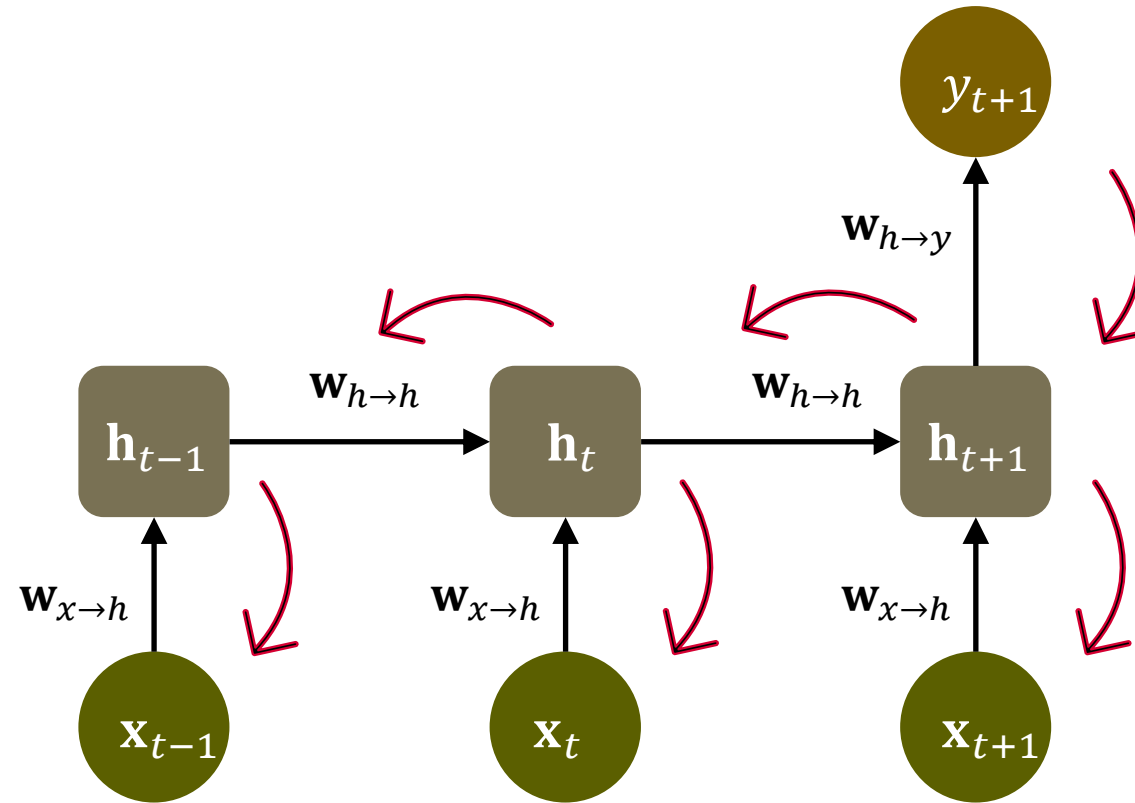 y_{t+1}
𝐰_{h→y}
𝐰_{h→h} 𝐰_{h→h}
𝐡_{t−1} 𝐡_t 𝐡_{t+1}
𝐰_{x→h} 𝐰_{x→h} 𝐰_{x→h}
𝐱_{t−1} 𝐱_t 𝐱_{t+1}